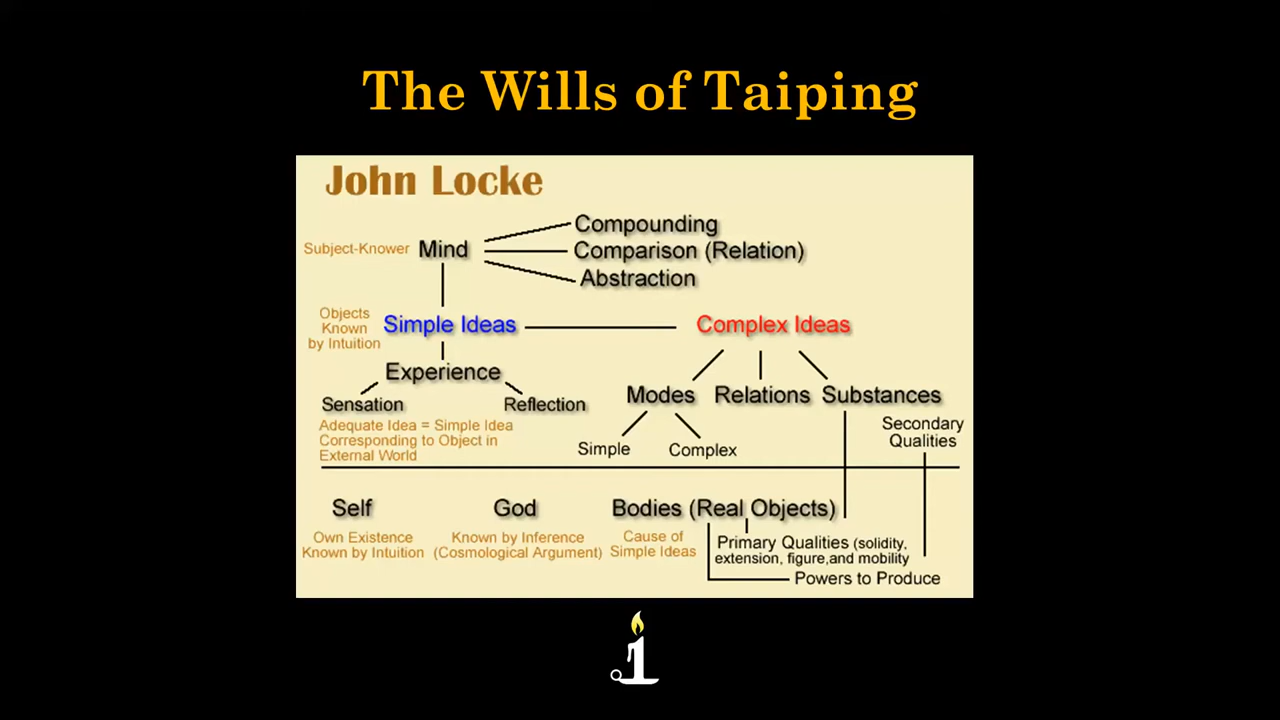 The Wills of Taiping
John Locke
Compounding
Subject-Knower Mind Comparison (Relation)
Abstraction
Objects
Known
by Intuition
Simple Ideas
Complex Ideas
Experience
Sensation
Reflection
Modes Relations Substances
Adequate Idea = Simple Idea
Corresponding to Object in
External World
Simple
Complex
Secondary
Qualities
Self
Own Existence
Known by Intuition
God
Known by Inference
(Cosmological Argument)
Bodies (Real Objects)
Cause of
Simple Ideas
Primary Qualities (solidity,
extension, figure,and mobility
Powers to Produce